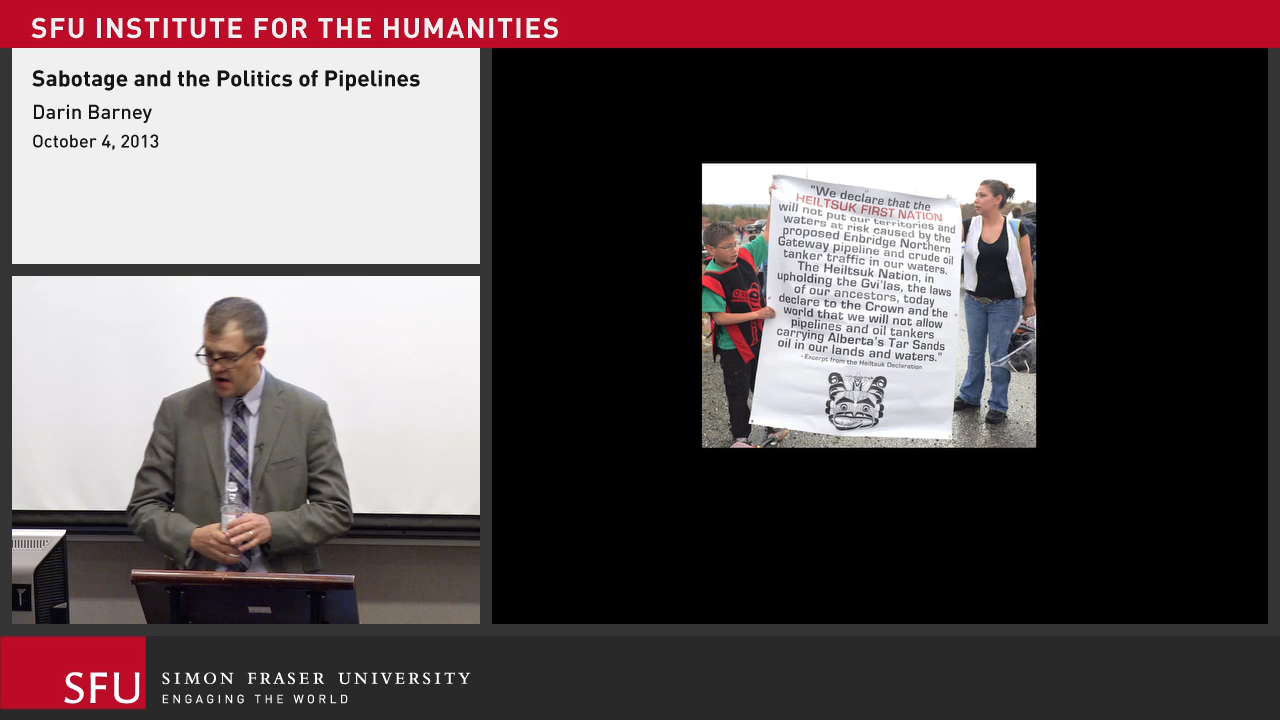 SFU INSTITUTE FOR THE HUMANITIES
Sabotage and the Politics of Pipelines
Darin Barney
October 4, 2013
"We declare that the
HEILTSUK FIRST NATION
will not put our territories and
waters at risk caused by the
proposed Enbridge Northern
Gateway pipeline and crude oil
tanker traffic in our waters.
The Heiltsuk Nation, in
upholding the Gvi'las, the laws
of our ancestors, today
declare to the Crown and the
world that we will not allow
pipelines and oil tankers
carrying Alberta's Tar Sands
oil in our lands and waters."
- Excerpt from the Heiltsuk Declaration
SFU
SIMON FRASER UNIVERSITY
ENGAGING THE WORLD